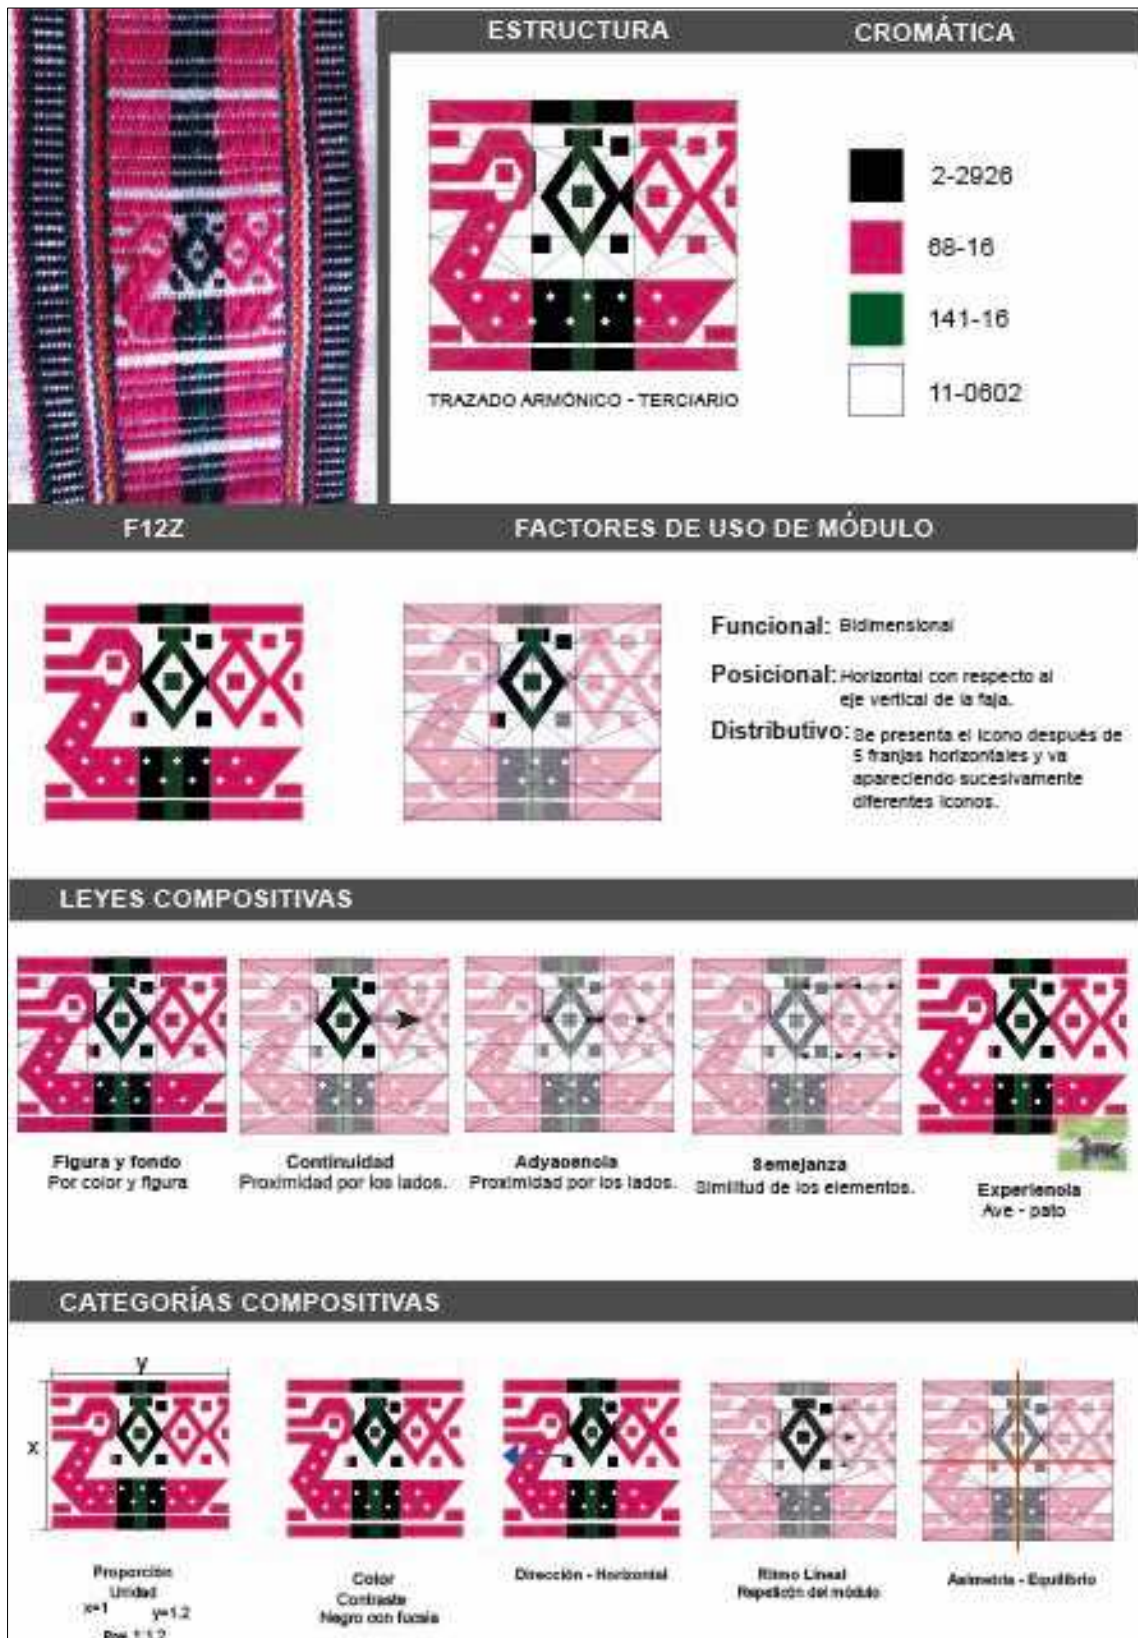 ESTRUCTURA
CROMÁTICA
2-2926
68-16
141-16
11-0602
TRAZADO ARMÓNICO - TERCIARIO
F12Z
FACTORES DE USO DE MÓDULO
Funcional: Bidimensional
Posicional: Horizontal con respecto al
eje vertical de la faja.
Distributivo: Se presenta el icono después de
5 franjas horizontales y va
apareciendo sucesivamente
diferentes iconos.
LEYES COMPOSITIVAS
Figura y fondo
Por color y figura
Continuidad
Proximidad por los lados.
Adyacencia
Proximidad por los lados.
Semejanza
Similitud de los elementos.
Experiencia
Ave - pato
CATEGORÍAS COMPOSITIVAS
y
x
Proporción
Unidad
x=1 y=1.2
1:1.2
Color
Contraste
Negro con fucsia
Dirección - Horizontal
Ritmo Lineal
Repetición del módulo
Asimetría - Equilibrio